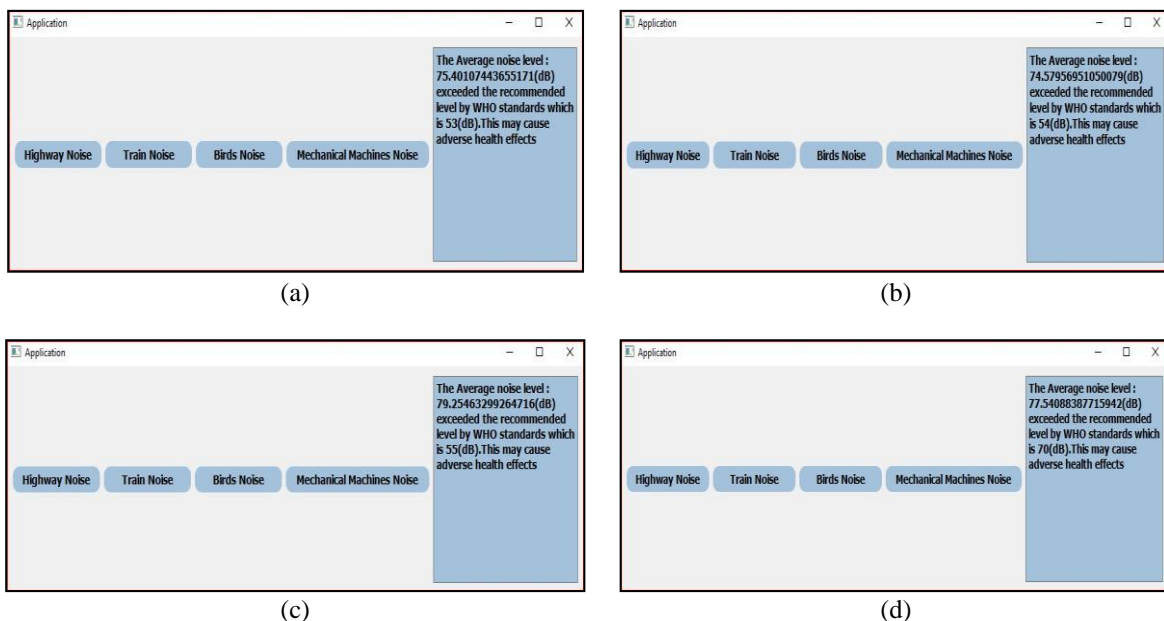 Application
The Average noise level :
75.40107443655171(dB)
exceeded the recommended
level by WHO standards which
is 53(dB).This may cause
adverse health effects
Highway Noise Train Noise Birds Noise Mechanical Machines Noise
(a)
Application
The Average noise level :
74.57956951050079(dB)
exceeded the recommended
level by WHO standards which
is 54(dB).This may cause
adverse health effects
Highway Noise Train Noise Birds Noise Mechanical Machines Noise
(b)
Application
The Average noise level :
79.25463299264716(dB)
exceeded the recommended
level by WHO standards which
is 55(dB).This may cause
adverse health effects
Highway Noise Train Noise Birds Noise Mechanical Machines Noise
(c)
Application
The Average noise level :
77.54088387715942(dB)
exceeded the recommended
level by WHO standards which
is 70(dB).This may cause
adverse health effects
Highway Noise Train Noise Birds Noise Mechanical Machines Noise
(d)